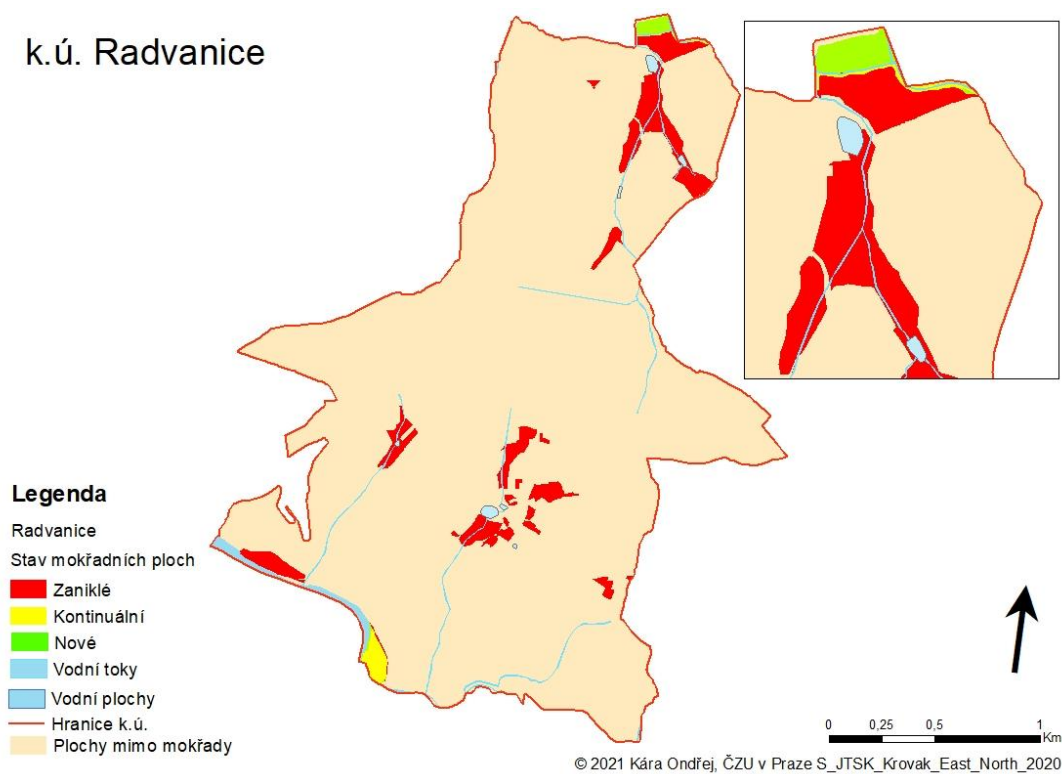 k.ú. Radvanice
Legenda
Radvanice
Stav mokřadních ploch
Zaniklé
Kontinuální
Nové
Vodní toky
Vodní plochy
Hranice k.ú.
Plochy mimo mokřady
0 0,25 0,5 1
Km
© 2021 Kára Ondřej, ČZU v Praze S_JTSK_Krovak_East_North_2020